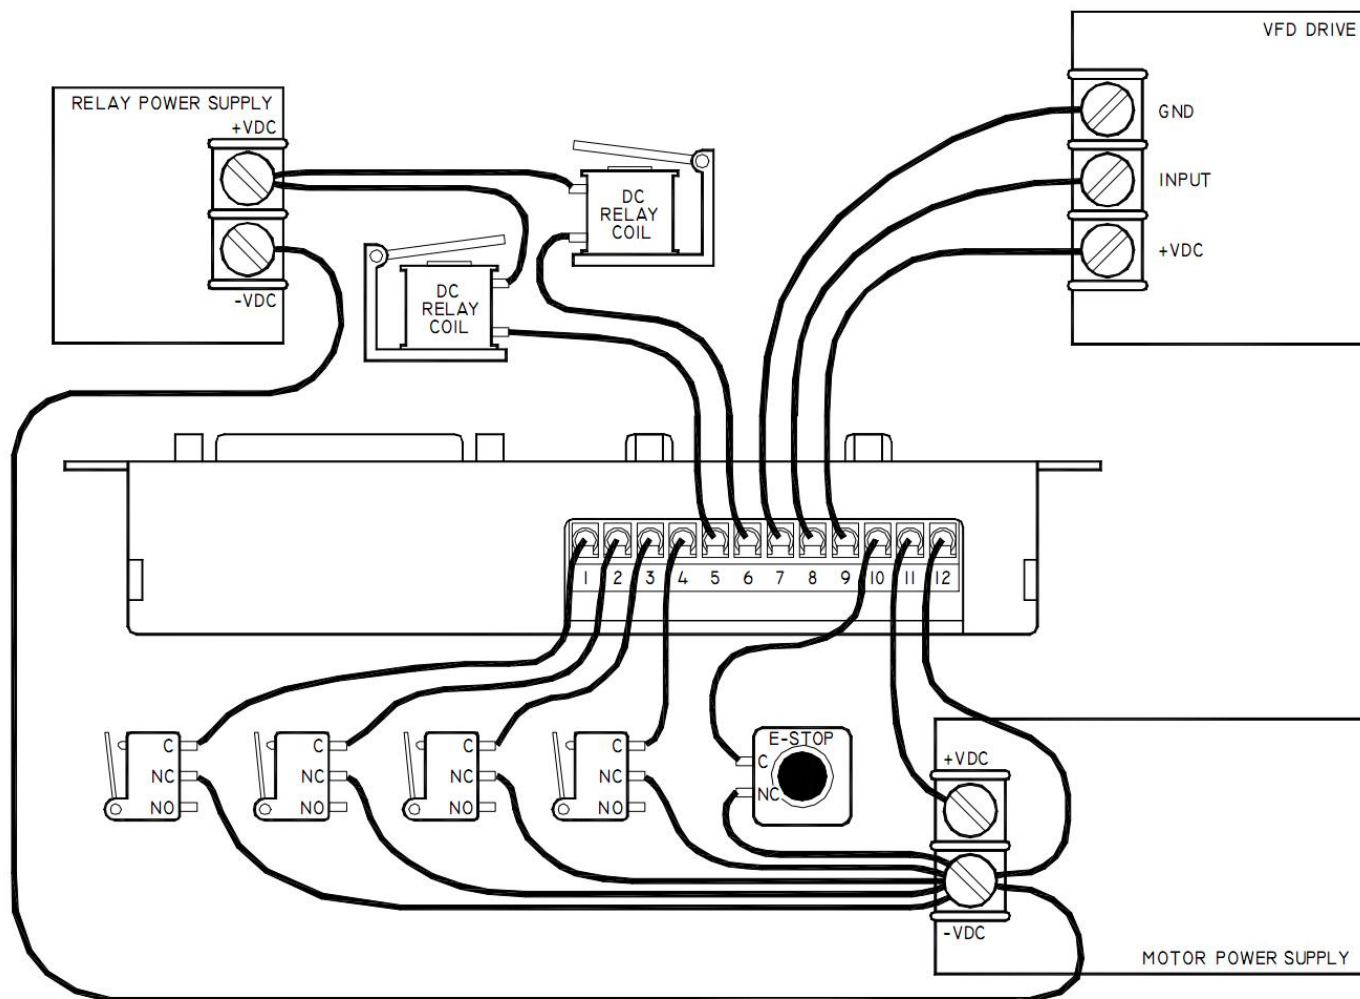 VFD DRIVE
RELAY POWER SUPPLY
+VDC
-VDC
DC
RELAY
COIL
DC
RELAY
COIL
GND
INPUT
+VDC
1 2 3 4 5 6 7 8 9 10 11 12
C
NC
NO
C
NC
NO
C
NC
NO
C
NC
NO
E-STOP
C
NC
+VDC
-VDC
MOTOR POWER SUPPLY